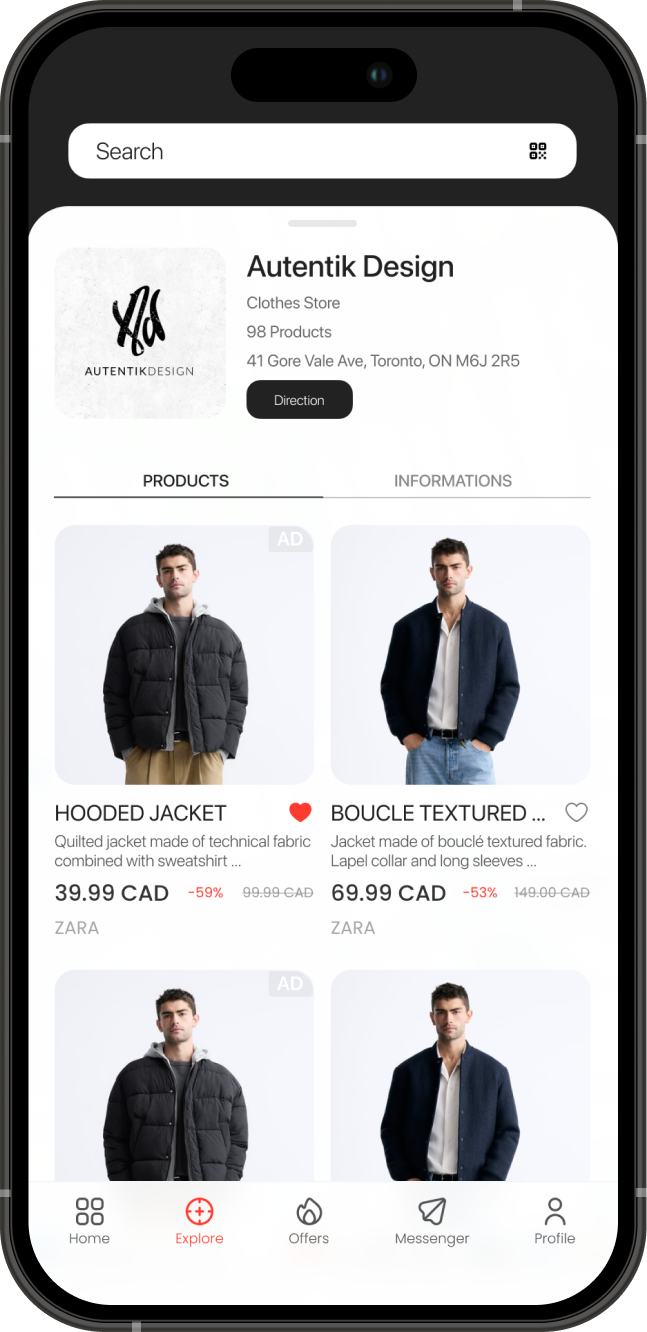 Search
AUTENTIKDESIGN
Autentik Design
Clothes Store
98 Products
41 Gore Vale Ave, Toronto, ON M6J 2R5
Direction
PRODUCTS
INFORMATIONS
AD
HOODED JACKET
Quilted jacket made of technical fabric
combined with sweatshirt ...
39.99 CAD -59% 99.99 CAD
ZARA
BOUCLE TEXTURED ...
Jacket made of bouclé textured fabric.
Lapel collar and long sleeves ...
69.99 CAD -53% 149.00 CAD
ZARA
AD
Home
Explore
Offers
Messenger
Profile